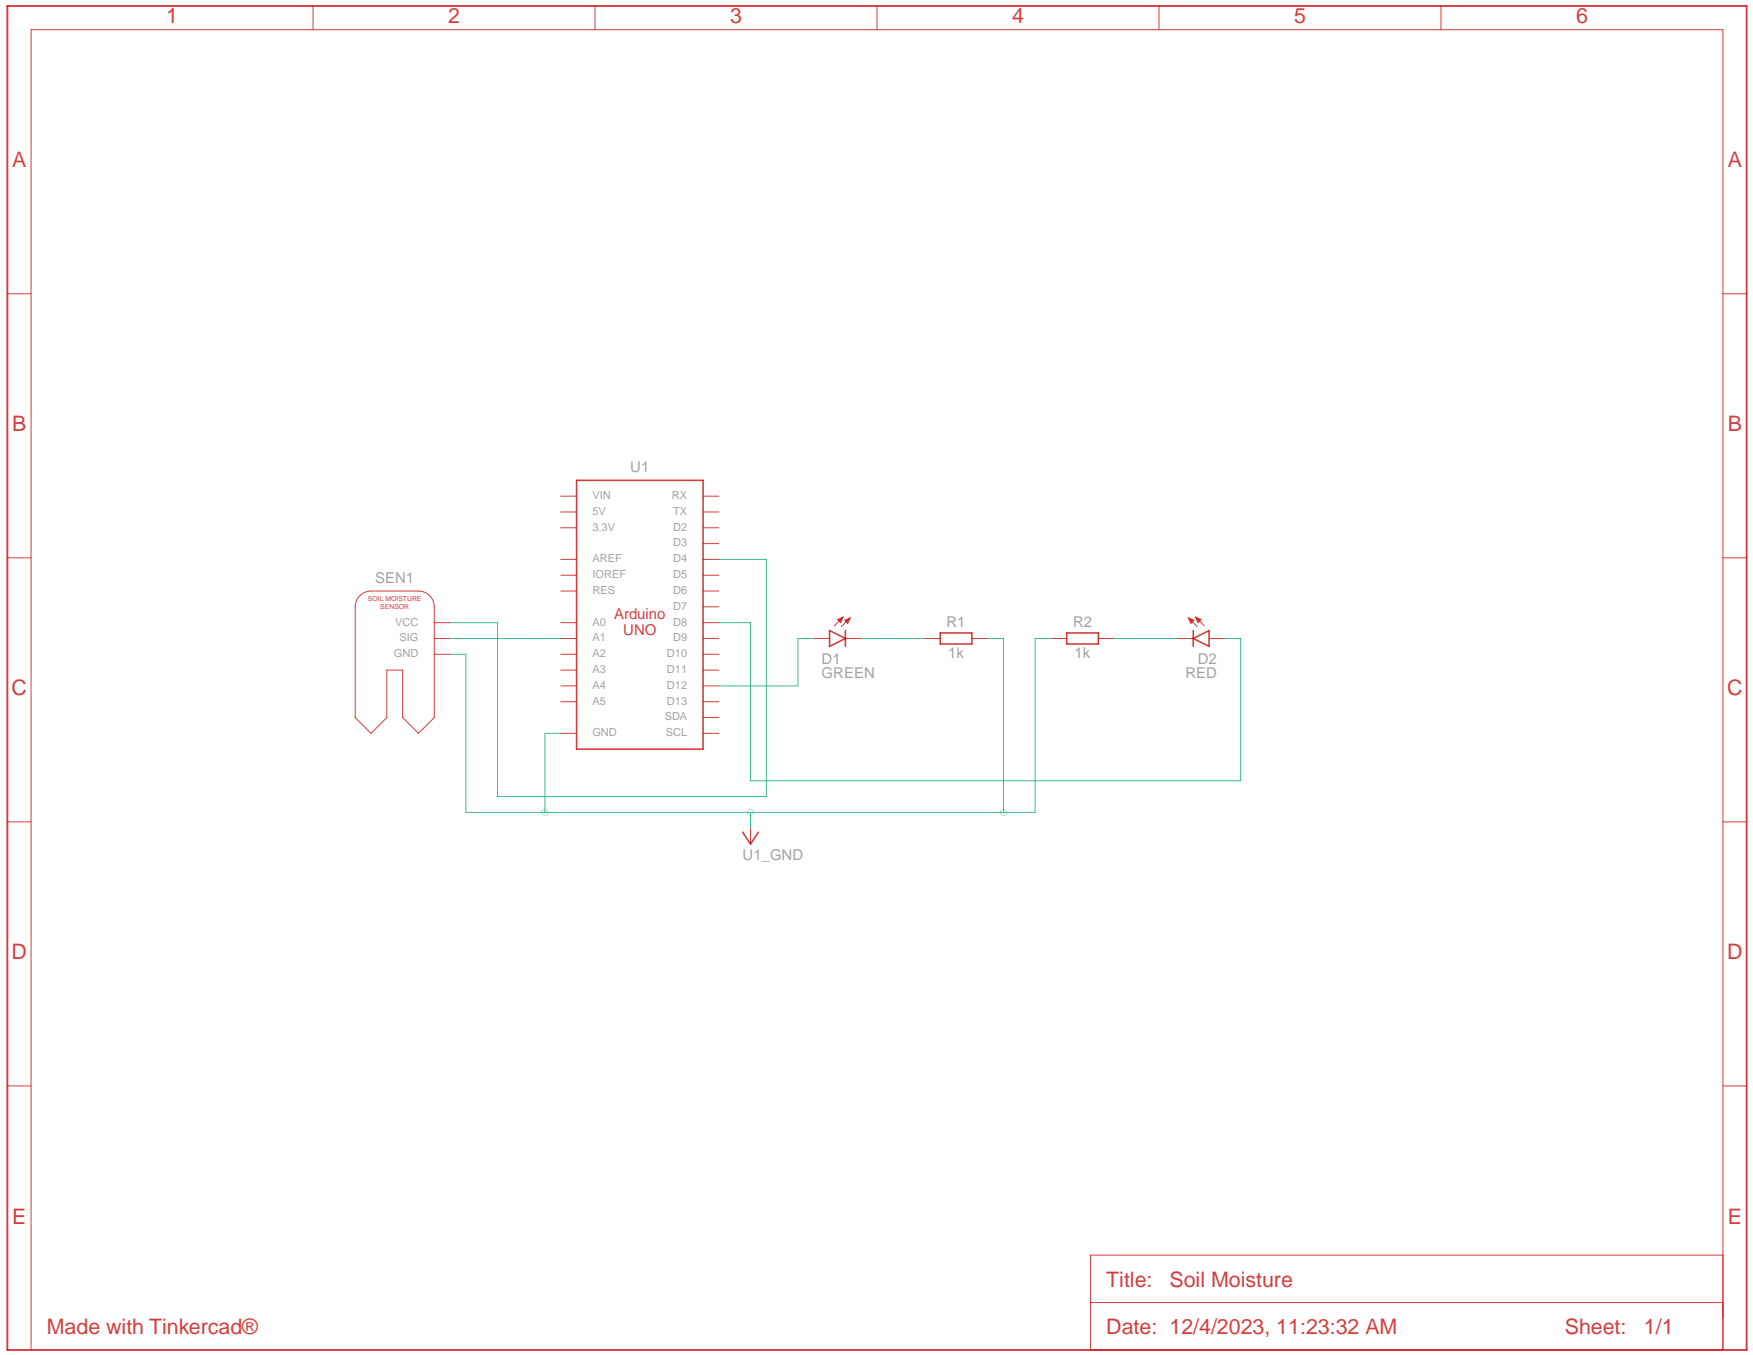 1 2 3 4 5 6
A A
B B
U1
VIN RX
5V TX
3.3V D2
D3
AREF D4
IOREF D5
RES D6
D7
Arduino
UNO
A0 D8
A1 D9
A2 D10
A3 D11
A4 D12
A5 D13
SDA
GND SCL
SEN1
SOIL MOISTURE
SENSOR
VCC
SIG
GND
D1
GREEN
R1
1k
R2
1k
D2
RED
C C
U1_GND
D D
E E
Title: Soil Moisture
Made with Tinkercad®
Date: 12/4/2023, 11:23:32 AM Sheet: 1/1